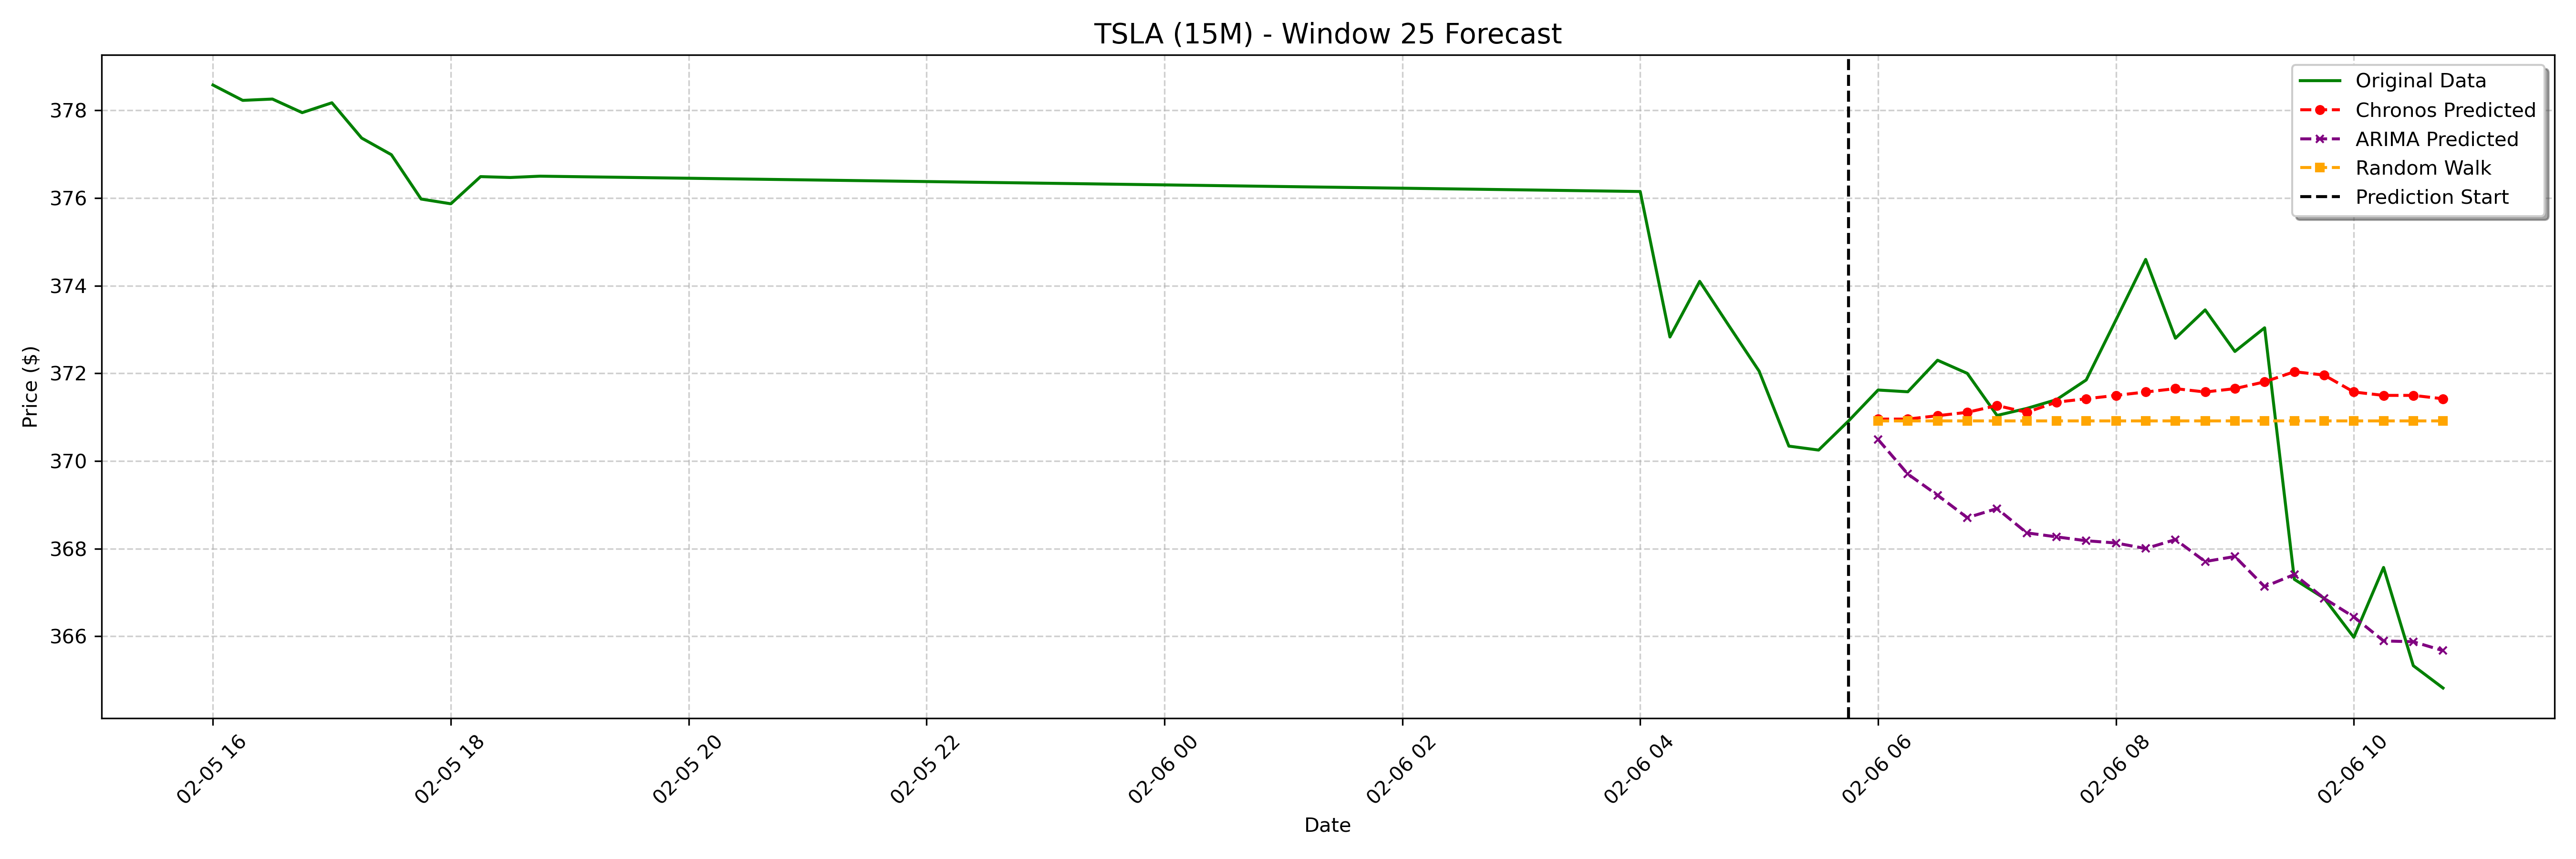 TSLA (15M) - Window 25 Forecast
Original Data
Chronos Predicted
ARIMA Predicted
Random Walk
Prediction Start
Price ($)
378
376
374
372
370
368
366
02-05 16
02-05 18
02-05 20
02-05 22
02-06 00
02-06 02
02-06 04
02-06 06
02-06 08
02-06 10
Date